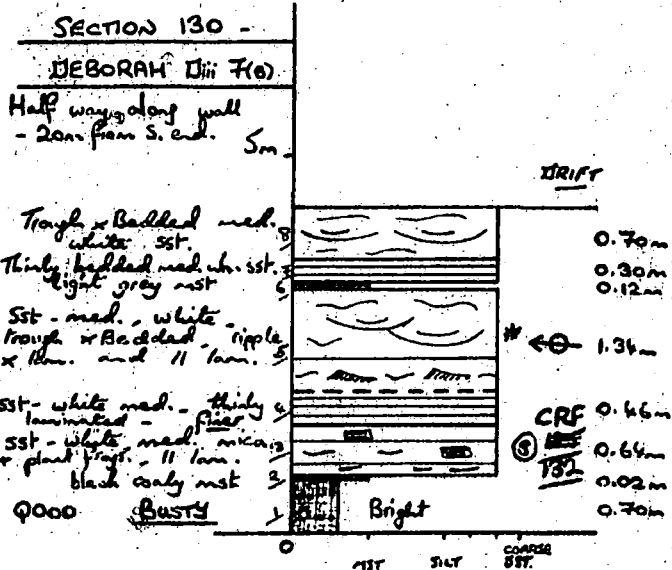 SECTION 130 -
DEBORAH Diii 7(B)
Half way along wall
- 20m from S. end.
5m
DRIFT
Trough x Bedded med.
white sst.
8
0.70m
Thinly bedded med. wh. sst.
7
0.30m
light grey mst
6
0.12m
Sst - med., white,
trough x Bedded, ripple
x lam. and // lam.
5
* 1.34m
sst - white med. - thinly
laminated - finer
4
CRF 0.46m
sst - white, med. mica,
+ plant frags, // lam.
3
S
0.64m
132
black coaly mst
2
0.02m
Q000 BUSTY
1
Bright
0.70m
0
MST SILT COARSE
SST.